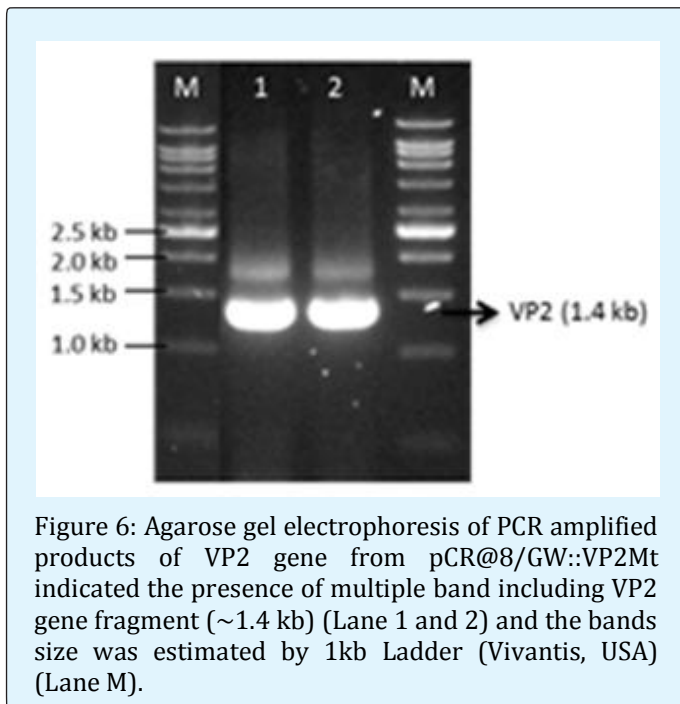 M 1 2 M
2.5 kb
2.0 kb
1.5 kb
VP2 (1.4 kb)
1.0 kb
Figure 6: Agarose gel electrophoresis of PCR amplified
products of VP2 gene from pCR@8/GW::VP2Mt
indicated the presence of multiple band including VP2
gene fragment (~1.4 kb) (Lane 1 and 2) and the bands
size was estimated by 1kb Ladder (Vivantis, USA)
(Lane M).